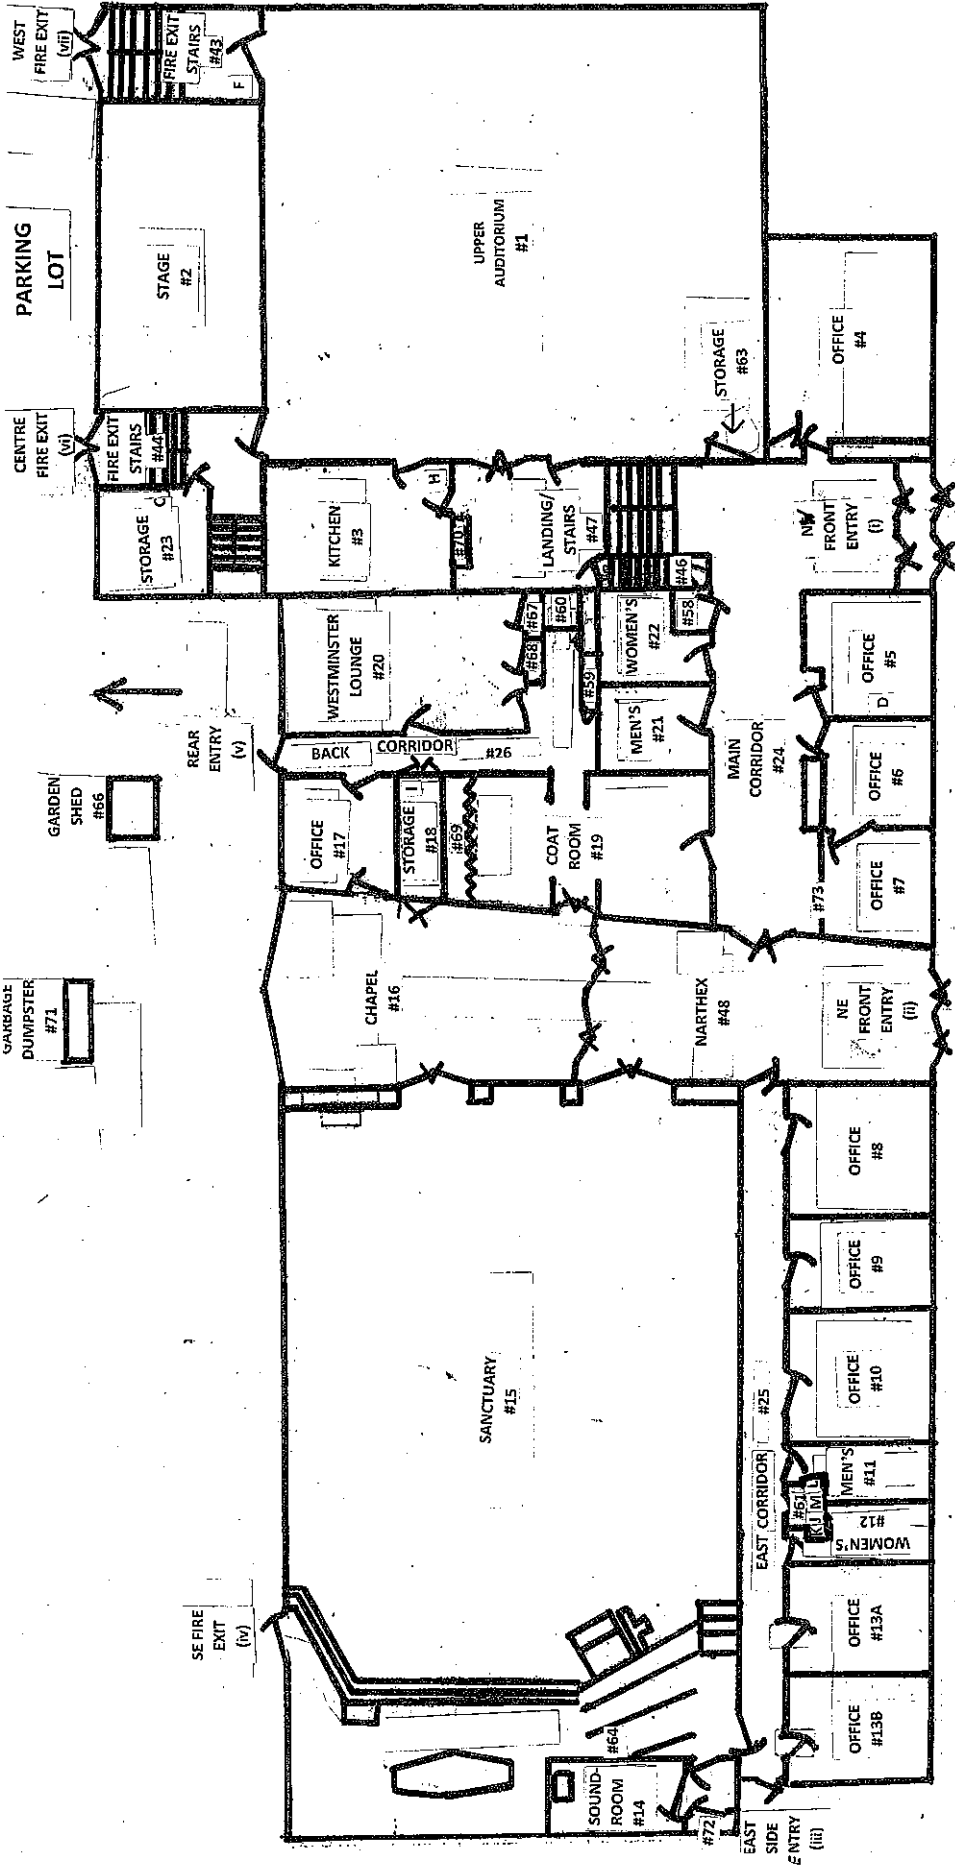 WEST
FIRE EXIT
(vii)
FIRE EXIT
STAIRS
#43
F
PARKING
LOT
STAGE
#2
UPPER
AUDITORIUM
#1
CENTRE
FIRE EXIT
(vi)
FIRE EXIT
STAIRS
#44
STORAGE
#63
OFFICE
#4
STORAGE
#23
KITCHEN
#3
H
#70
LANDING/
STAIRS
#47
FRONT
ENTRY
(i)
#46
WESTMINSTER
LOUNGE
#20
#67
#68
#60
#59
WOMEN'S
#22
#58
OFFICE
#5
D
REAR
ENTRY
(v)
BACK
CORRIDOR
#26
MEN'S
#21
MAIN
CORRIDOR
#24
OFFICE
#6
GARDEN
SHED
#66
OFFICE
#17
STORAGE
#18
I
#69
COAT
ROOM
#19
#73
OFFICE
#7
GARBAGE
DUMPSTER
#71
CHAPEL
#16
NARTHEX
#48
NE
FRONT
ENTRY
(ii)
OFFICE
#8
OFFICE
#9
SANCTUARY
#15
EAST CORRIDOR
#25
OFFICE
#10
MEN'S
#11
#61
K J M L
WOMEN'S
#12
SE FIRE
EXIT
(iv)
OFFICE
#13A
#64
OFFICE
#13B
SOUND-
ROOM
#14
#72
EAST
SIDE
ENTRY
(iii)